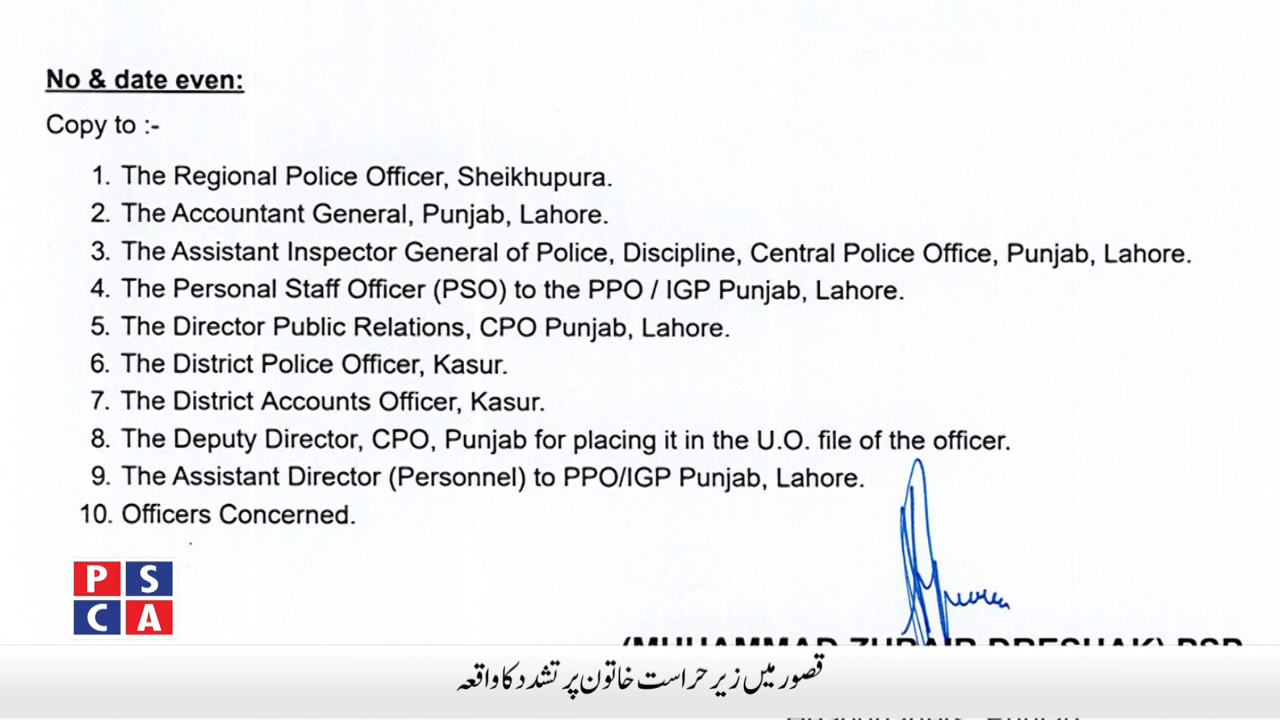 No & date even:
Copy to :-
1. The Regional Police Officer, Sheikhupura.
2. The Accountant General, Punjab, Lahore.
3. The Assistant Inspector General of Police, Discipline, Central Police Office, Punjab, Lahore.
4. The Personal Staff Officer (PSO) to the PPO / IGP Punjab, Lahore.
5. The Director Public Relations, CPO Punjab, Lahore.
6. The District Police Officer, Kasur.
7. The District Accounts Officer, Kasur.
8. The Deputy Director, CPO, Punjab for placing it in the U.O. file of the officer.
9. The Assistant Director (Personnel) to PPO/IGP Punjab, Lahore.
10. Officers Concerned.
PSCA
(MUHAMMAD ZUBAIR DRESHAK) PSP
قصور میں زیر حراست خاتون پر تشدد کا واقعہ